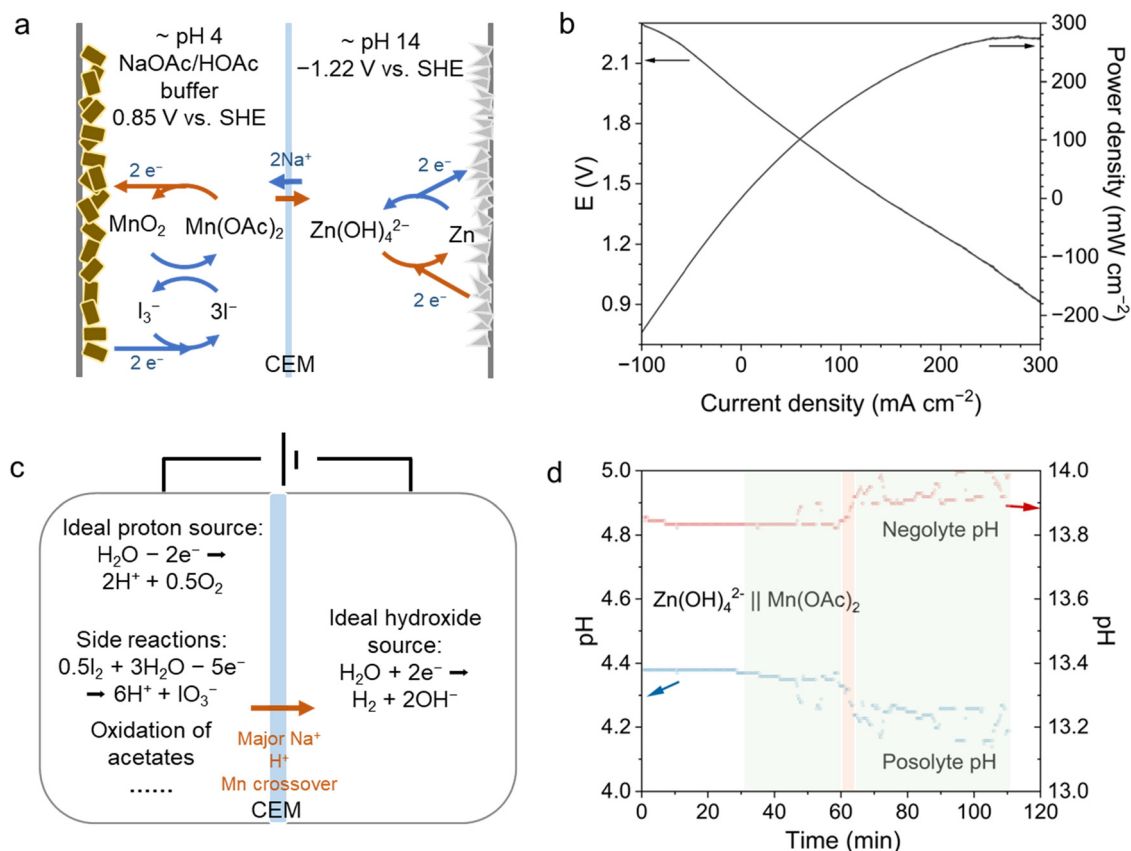 a
~ pH 4
NaOAc/HOAc
buffer
0.85 V vs. SHE
~ pH 14
−1.22 V vs. SHE
2 e⁻
2Na⁺
2 e⁻
MnO₂
Mn(OAc)₂
Zn(OH)₄²⁻
Zn
I₃⁻
3I⁻
2 e⁻
2 e⁻
CEM
b
E (V)
2.1
1.8
1.5
1.2
0.9
300
200
100
0
−100
−200
Power density (mW cm⁻²)
−100
0
100
200
300
Current density (mA cm⁻²)
c
Ideal proton source:
H₂O − 2e⁻ ➞
2H⁺ + 0.5O₂
Side reactions:
0.5I₂ + 3H₂O − 5e⁻
➞ 6H⁺ + IO₃⁻
Oxidation of
acetates
......
Ideal hydroxide
source:
H₂O + 2e⁻ ➞
H₂ + 2OH⁻
Major Na⁺
H⁺
Mn crossover
CEM
d
pH
5.0
4.8
4.6
4.4
4.2
4.0
14.0
13.8
13.6
13.4
13.2
13.0
pH
Negolyte pH
Zn(OH)₄²⁻ || Mn(OAc)₂
Posolyte pH
0
20
40
60
80
100
120
Time (min)